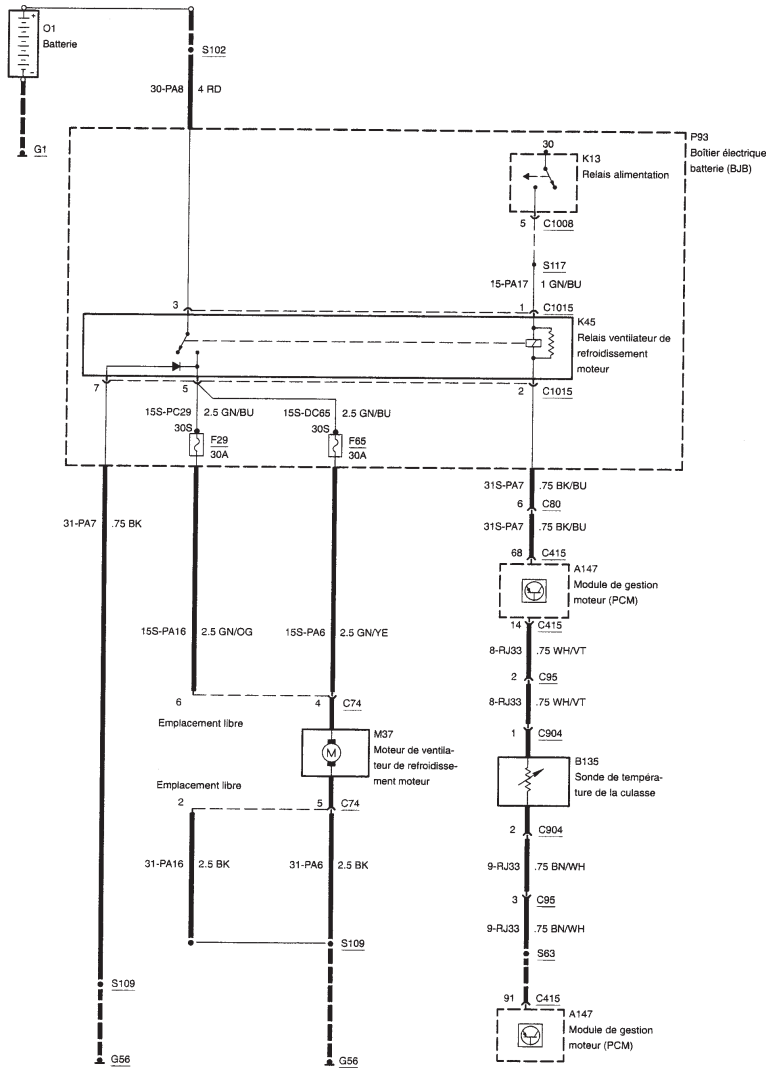 O1
Batterie
S102
30-PA8 4 RD
G1
P93
Boîtier électrique
batterie (BJB)
30
K13
Relais alimentation
5 C1008
S117
15-PA17 1 GN/BU
3
1 C1015
K45
Relais ventilateur de
refroidissement
moteur
7
5
2 C1015
15S-PC29 2.5 GN/BU
15S-DC65 2.5 GN/BU
30S
F29
30A
30S
F65
30A
31S-PA7 .75 BK/BU
6 C80
31-PA7 .75 BK
31S-PA7 .75 BK/BU
68 C415
A147
Module de gestion
moteur (PCM)
15S-PA16 2.5 GN/OG
15S-PA6 2.5 GN/YE
14 C415
8-RJ33 .75 WH/VT
2 C95
8-RJ33 .75 WH/VT
6
4 C74
Emplacement libre
1 C904
M37
Moteur de ventila-
teur de refroidisse-
ment moteur
M
B135
Sonde de tempéra-
ture de la culasse
Emplacement libre
2
5 C74
2 C904
31-PA16 2.5 BK
31-PA6 2.5 BK
9-RJ33 .75 BN/WH
3 C95
9-RJ33 .75 BN/WH
S109
S63
S109
91 C415
A147
Module de gestion
moteur (PCM)
G56
G56